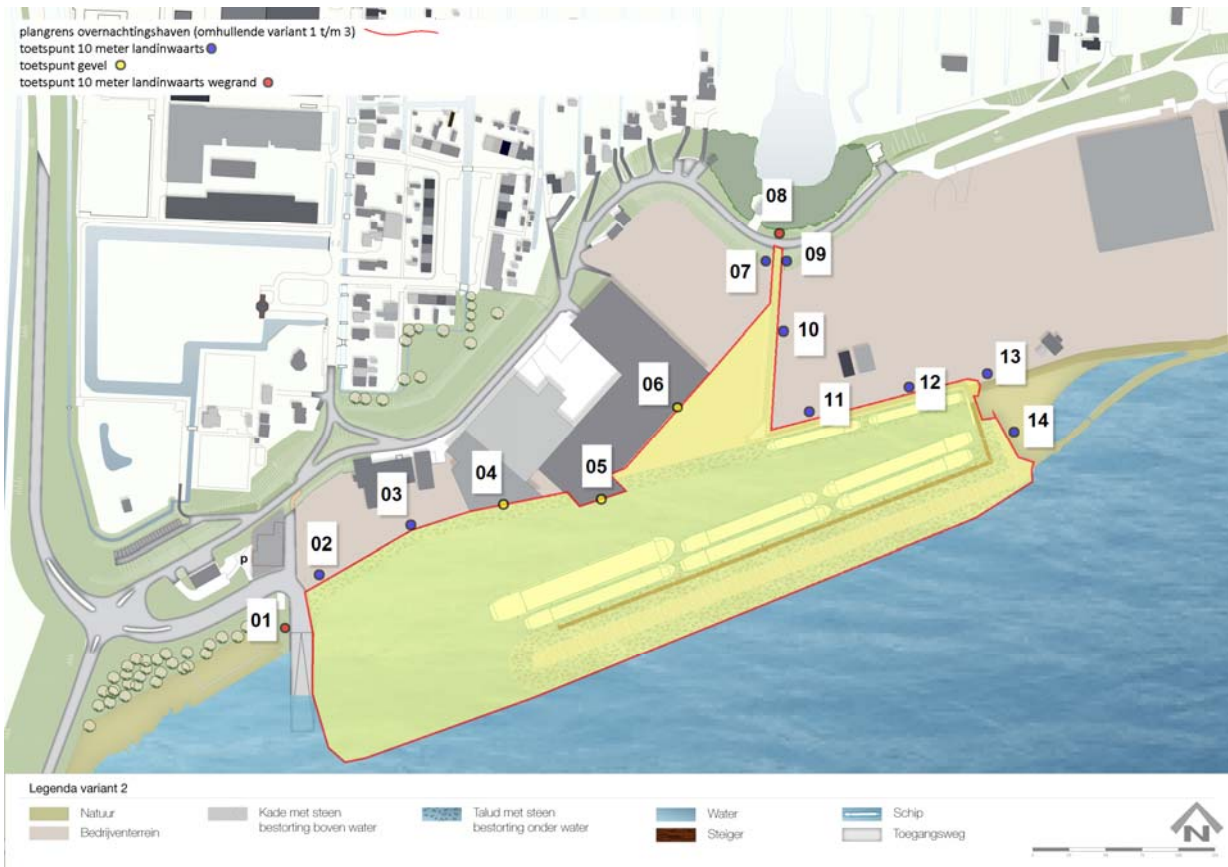 plangrens overnachtingshaven (omhullende variant 1 t/m 3)
toetspunt 10 meter landinwaarts
toetspunt gevel
toetspunt 10 meter landinwaarts wegrand
08
07
09
10
13
06
12
11
14
05
04
03
02
P
01
Legenda variant 2
Natuur
Bedrijventerrein
Kade met steen
bestorting boven water
Talud met steen
bestorting onder water
Water
Steiger
Schip
Toegangsweg
N